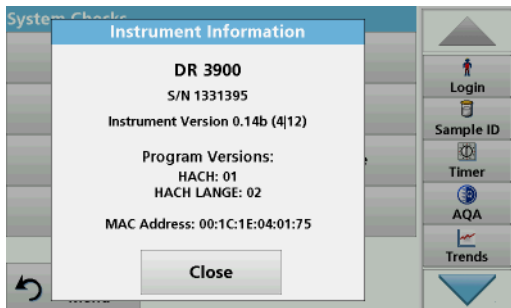 System Checks
Instrument Information
DR 3900
S/N 1331395
Instrument Version 0.14b (4|12)
Program Versions:
HACH: 01
HACH LANGE: 02
MAC Address: 00:1C:1E:04:01:75
Close
Login
Sample ID
Timer
AQA
Trends